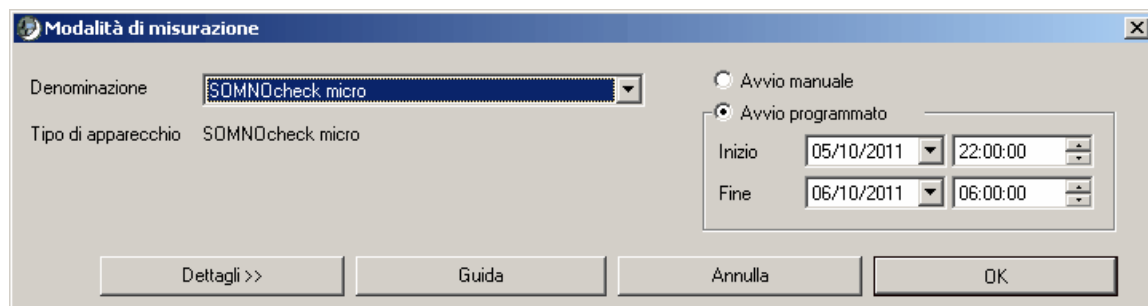 Modalità di misurazione
Denominazione SOMNOcheck micro
Tipo di apparecchio SOMNOcheck micro
Avvio manuale
Avvio programmato
Inizio 05/10/2011 22:00:00
Fine 06/10/2011 06:00:00
Dettagli >> Guida Annulla OK